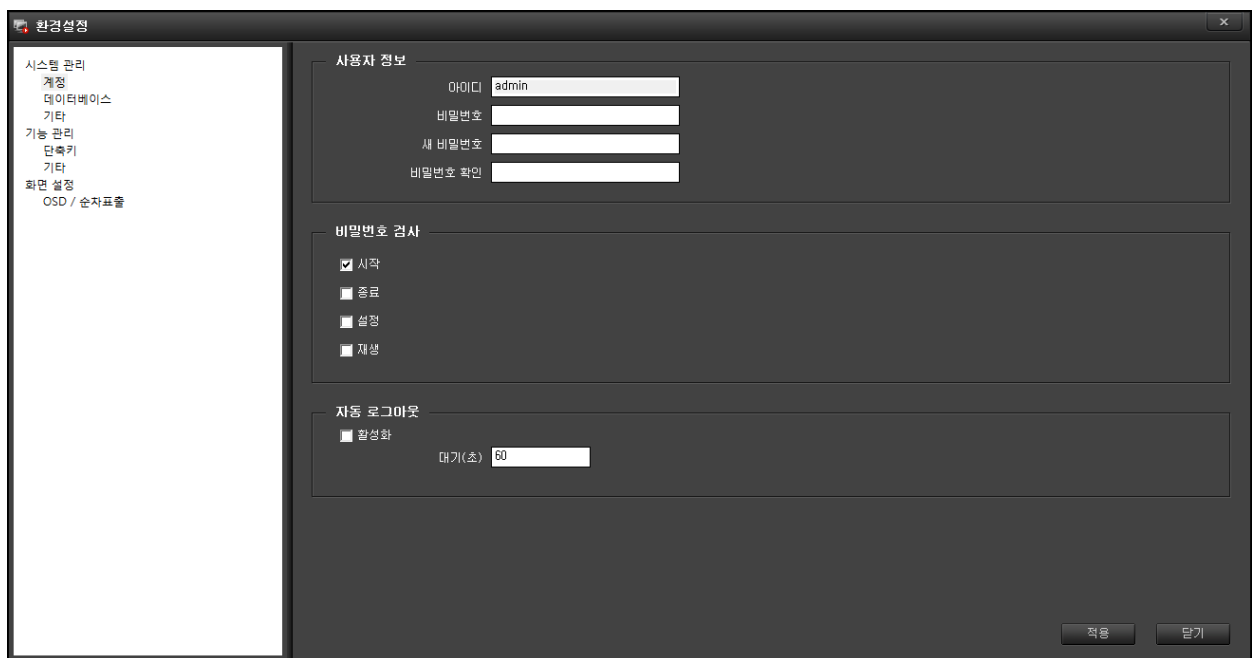 환경설정
시스템 관리
계정
데이터베이스
기타
기능 관리
단축키
기타
화면 설정
OSD / 순차표출
사용자 정보
아이디 admin
비밀번호
새 비밀번호
비밀번호 확인
비밀번호 검사
시작
종료
설정
재생
자동 로그아웃
활성화
대기(초) 60
적용 닫기